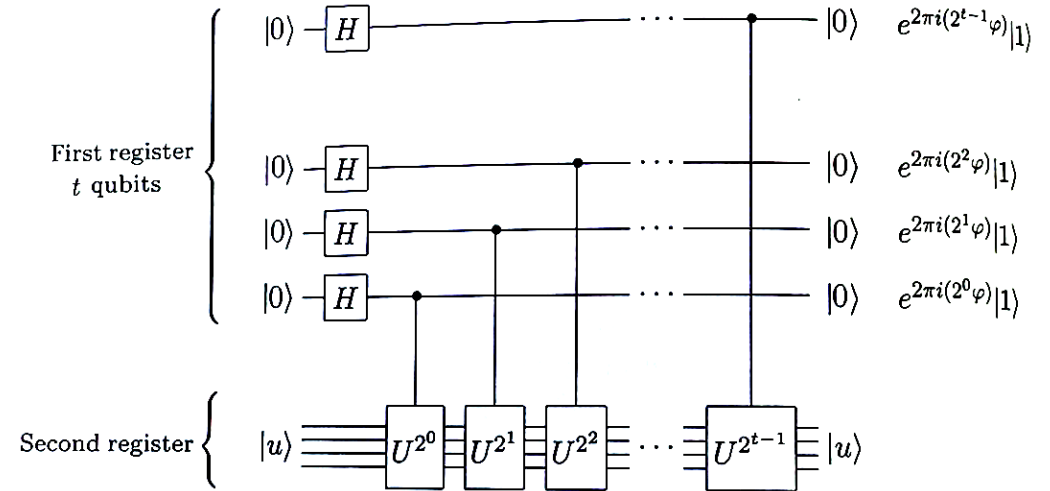 |0⟩ H ··· |0⟩ e^{2πi(2^{t−1}φ)}|1⟩
First register
t qubits
|0⟩ H ··· |0⟩ e^{2πi(2^2φ)}|1⟩
|0⟩ H ··· |0⟩ e^{2πi(2^1φ)}|1⟩
|0⟩ H ··· |0⟩ e^{2πi(2^0φ)}|1⟩
Second register
|u⟩ U^{2^0} U^{2^1} U^{2^2} ··· U^{2^{t−1}} |u⟩